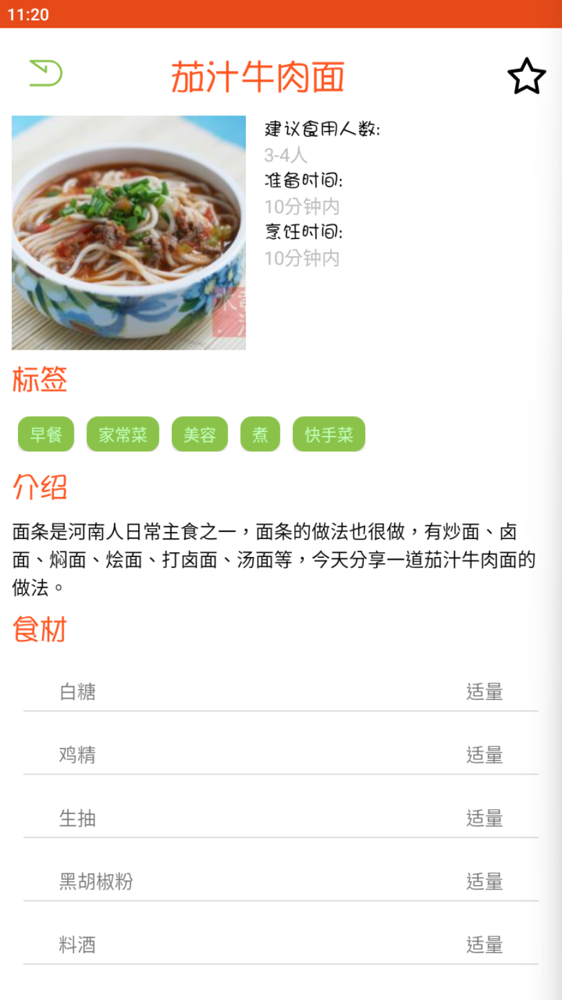 11:20
茄汁牛肉面
建议食用人数:
3-4人
准备时间:
10分钟内
烹饪时间:
10分钟内
标签
早餐 家常菜 美容 煮 快手菜
介绍
面条是河南人日常主食之一，面条的做法也很做，有炒面、卤
面、焖面、烩面、打卤面、汤面等，今天分享一道茄汁牛肉面的
做法。
食材
白糖 适量
鸡精 适量
生抽 适量
黑胡椒粉 适量
料酒 适量